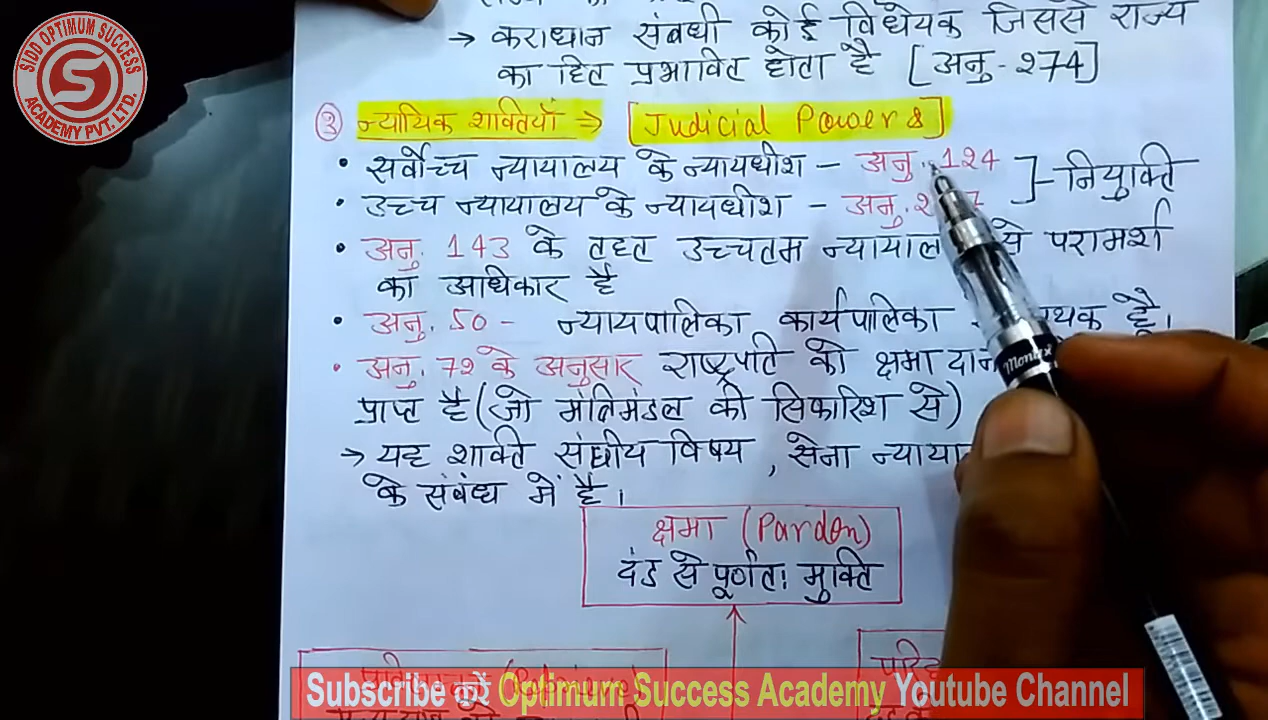 SIDD OPTIMUM SUCCESS ACADEMY PVT. LTD.
S
→ कराधान संबधी कोई विधेयक जिससे राज्य
का हित प्रभावित होता है [अनु-274]
③ न्यायिक शक्तियाँ ⇒ [Judicial Powers]
• सर्वोच्च न्यायालय के न्यायधीश – अनु. 124
• उच्च न्यायालय के न्यायधीश – अनु. 2 ]–नियुक्ति
• अनु. 143 के तहत उच्चतम से परामर्श
का अधिकार है
• अनु. 50 - न्यायपालिका कार्यपालिका है।
• अनु. 72 के अनुसार राष्ट्रपति को क्षमादान
प्राप्त है (जो मंत्रिमंडल की सिफारिश से)
→ यह शक्ति संघीय विषय, सेना
के संबंध में है।
क्षमा (Pardon)
दंड से पूर्णतः मुक्ति
Subscribe करें Optimum Success Academy Youtube Channel